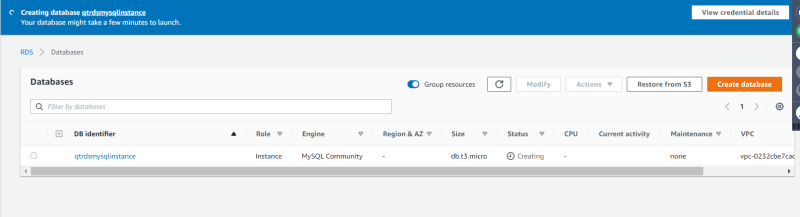 Creating database qtrdsmysqlinstance
Your database might take a few minutes to launch.
View credential details
RDS > Databases
Databases
Group resources
Modify
Actions
Restore from S3
Create database
Filter by databases
1
DB identifier Role Engine Region & AZ Size Status CPU Current activity Maintenance VPC
qtrdsmysqlinstance Instance MySQL Community - db.t3.micro Creating - none